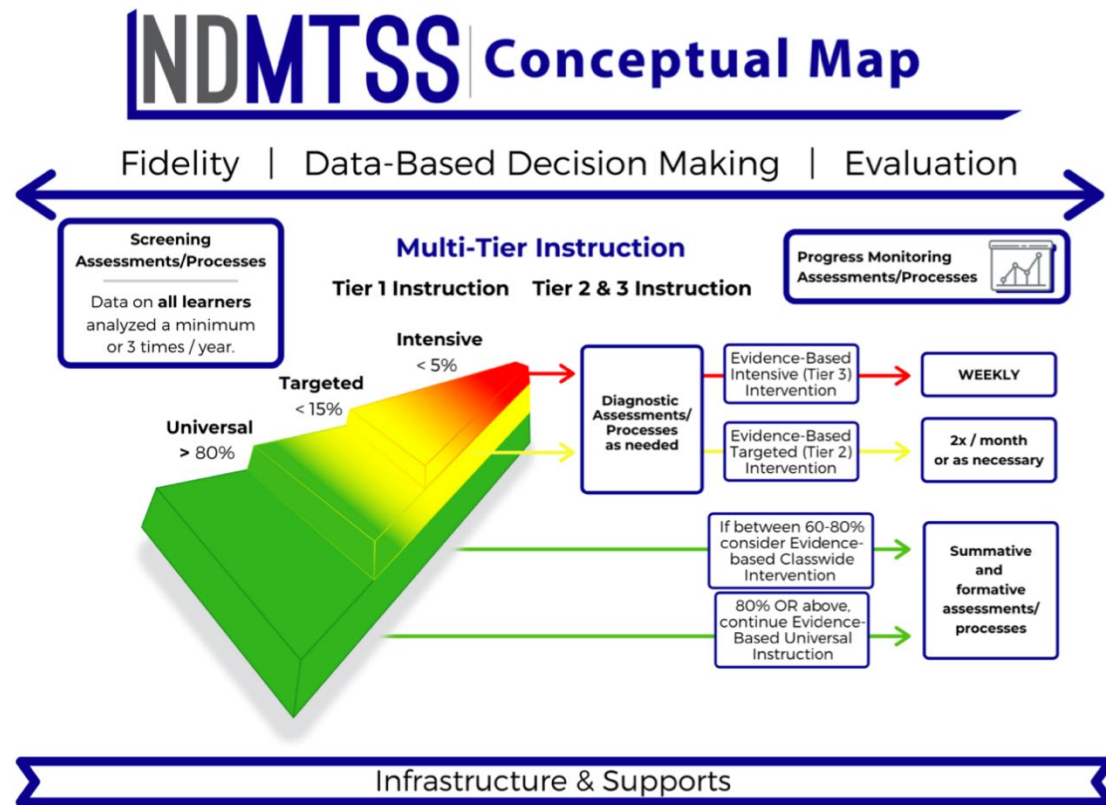 NDMTSS Conceptual Map
Fidelity | Data-Based Decision Making | Evaluation
Screening
Assessments/Processes
Data on all learners
analyzed a minimum
or 3 times / year.
Multi-Tier Instruction
Tier 1 Instruction
Tier 2 & 3 Instruction
Progress Monitoring
Assessments/Processes
Intensive
< 5%
Targeted
< 15%
Universal
> 80%
Diagnostic
Assessments/
Processes
as needed
Evidence-Based
Intensive (Tier 3)
Intervention
WEEKLY
Evidence-Based
Targeted (Tier 2)
Intervention
2x / month
or as necessary
If between 60-80%
consider Evidence-
based Classwide
Intervention
80% OR above,
continue Evidence-
Based Universal
Instruction
Summative
and
formative
assessments/
processes
Infrastructure & Supports